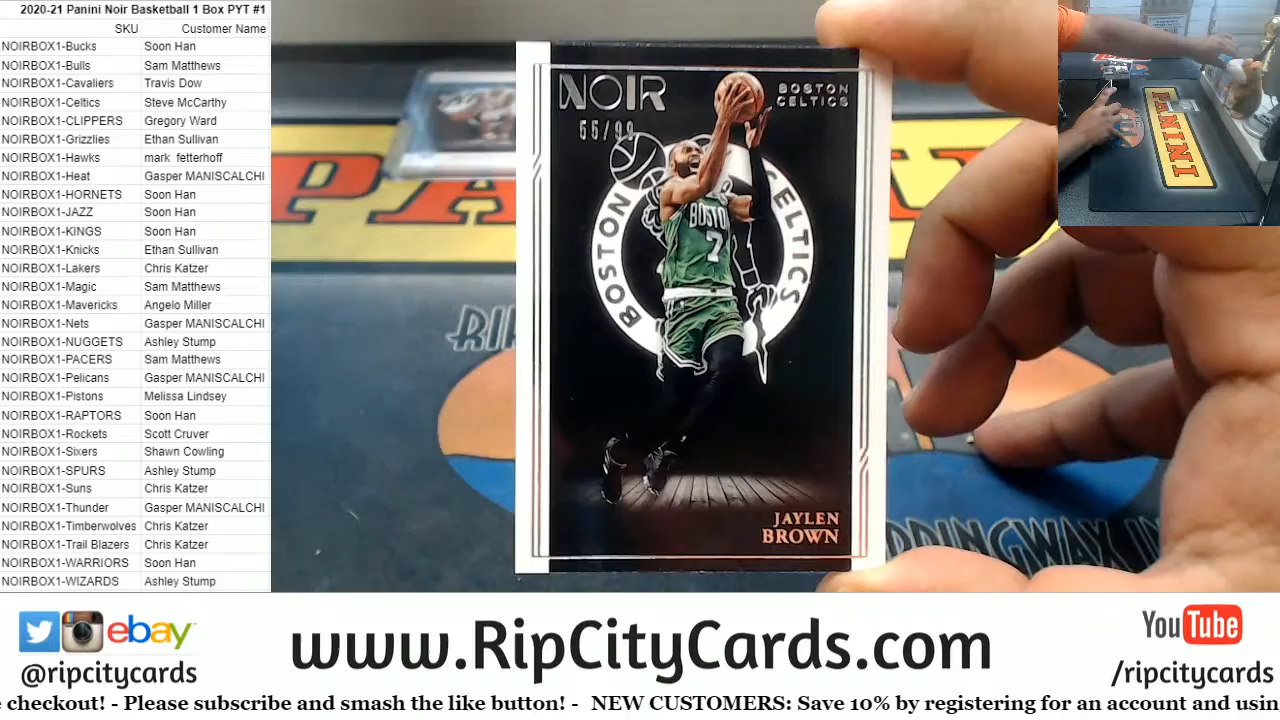 2020-21 Panini Noir Basketball 1 Box PYT #1
SKU Customer Name
NOIRBOX1-Bucks Soon Han
NOIRBOX1-Bulls Sam Matthews
NOIRBOX1-Cavaliers Travis Dow
NOIRBOX1-Celtics Steve McCarthy
NOIRBOX1-CLIPPERS Gregory Ward
NOIRBOX1-Grizzlies Ethan Sullivan
NOIRBOX1-Hawks mark fetterhoff
NOIRBOX1-Heat Gasper MANISCALCHI
NOIRBOX1-HORNETS Soon Han
NOIRBOX1-JAZZ Soon Han
NOIRBOX1-KINGS Soon Han
NOIRBOX1-Knicks Ethan Sullivan
NOIRBOX1-Lakers Chris Katzer
NOIRBOX1-Magic Sam Matthews
NOIRBOX1-Mavericks Angelo Miller
NOIRBOX1-Nets Gasper MANISCALCHI
NOIRBOX1-NUGGETS Ashley Stump
NOIRBOX1-PACERS Sam Matthews
NOIRBOX1-Pelicans Gasper MANISCALCHI
NOIRBOX1-Pistons Melissa Lindsey
NOIRBOX1-RAPTORS Soon Han
NOIRBOX1-Rockets Scott Cruver
NOIRBOX1-Sixers Shawn Cowling
NOIRBOX1-SPURS Ashley Stump
NOIRBOX1-Suns Chris Katzer
NOIRBOX1-Thunder Gasper MANISCALCHI
NOIRBOX1-Timberwolves Chris Katzer
NOIRBOX1-Trail Blazers Chris Katzer
NOIRBOX1-WARRIORS Soon Han
NOIRBOX1-WIZARDS Ashley Stump
NOIR
55/99
BOSTON
CELTICS
BOSTON CELTICS
BOSTO
7
JAYLEN
BROWN
PA
RI
PPINGWAX IN
PANINI
ebay
@ripcitycards
www.RipCityCards.com
YouTube
/ripcitycards
e checkout! - Please subscribe and smash the like button! - NEW CUSTOMERS: Save 10% by registering for an account and usin